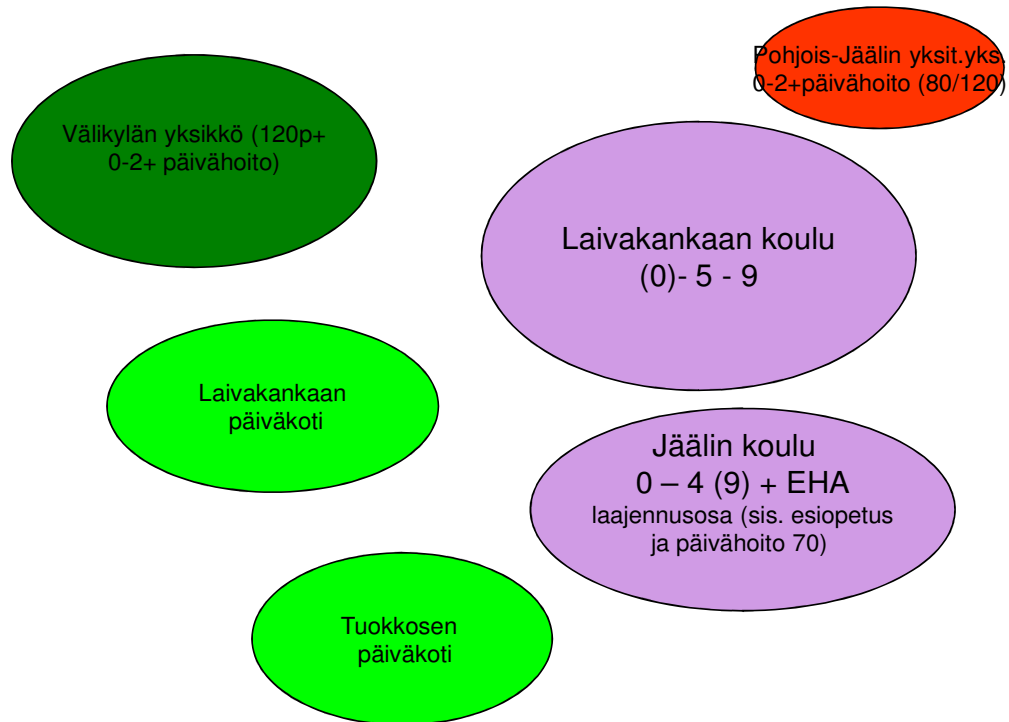 Pohjois-Jäälin yksit.yks.
0-2+päivähoito (80/120)
Välikylän yksikkö (120p+
0-2+ päivähoito)
Laivakankaan koulu
(0)- 5 - 9
Laivakankaan
päiväkoti
Jäälin koulu
0 – 4 (9) + EHA
laajennusosa (sis. esiopetus
ja päivähoito 70)
Tuokkosen
päiväkoti